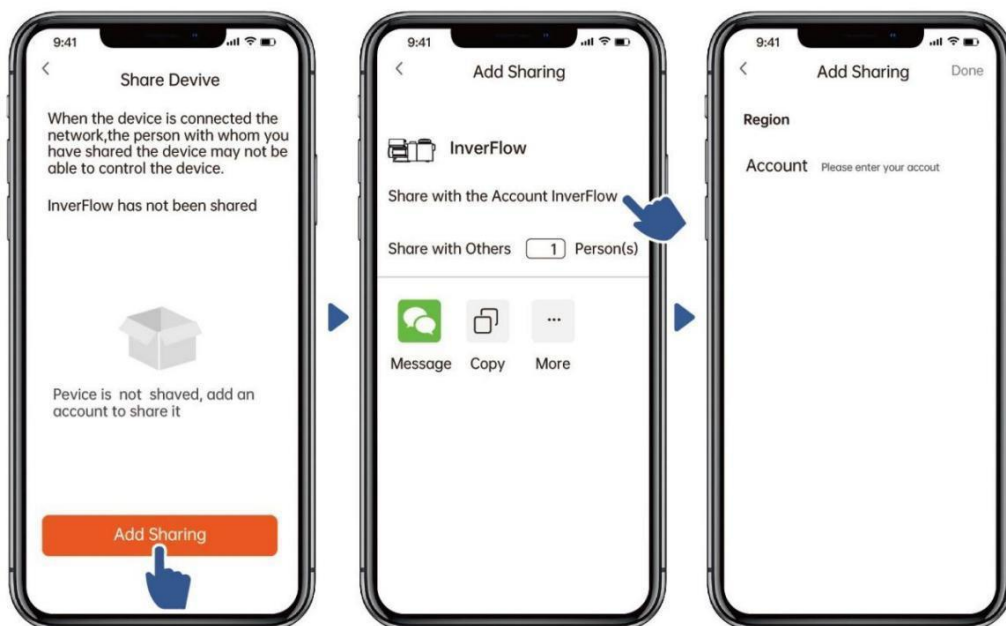 9:41
Share Devive
When the device is connected the
network,the person with whom you
have shared the device may not be
able to control the device.
InverFlow has not been shared
Pevice is not shaved, add an
account to share it
Add Sharing
9:41
Add Sharing
InverFlow
Share with the Account InverFlow
Share with Others 1 Person(s)
Message Copy More
9:41
Add Sharing Done
Region
Account Please enter your accout